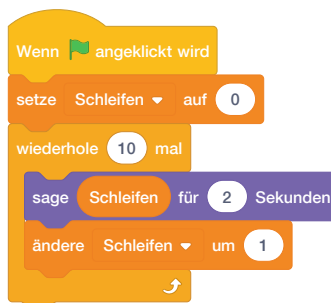 Wenn angeklickt wird
setze Schleifen auf 0
wiederhole 10 mal
sage Schleifen für 2 Sekunden
ändere Schleifen um 1